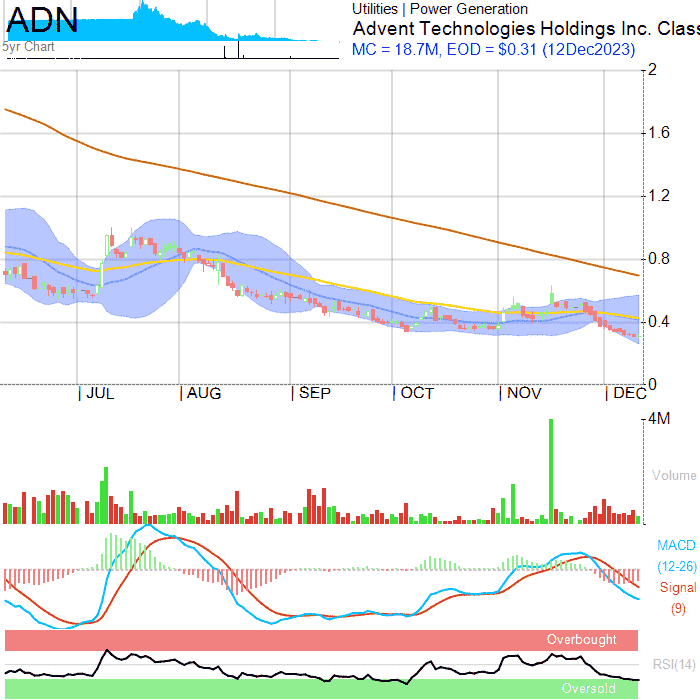 ADN
5yr Chart
Utilities | Power Generation
Advent Technologies Holdings Inc. Class
MC = 18.7M, EOD = $0.31 (12Dec2023)
2
1.6
1.2
0.8
0.4
0
JUL AUG SEP OCT NOV DEC
4M
Volume
MACD
(12-26)
Signal
(9)
Overbought
RSI(14)
Oversold